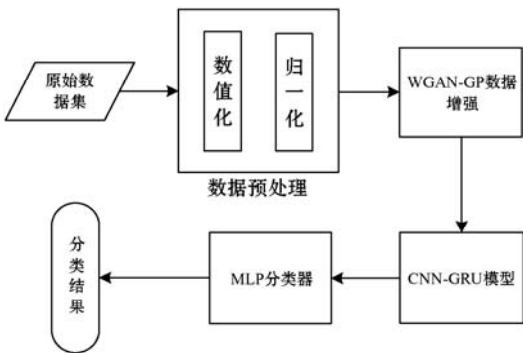 原始数
据集
数值化
归一化
数据预处理
WGAN-GP数据
增强
CNN-GRU模型
MLP分类器
分类结果